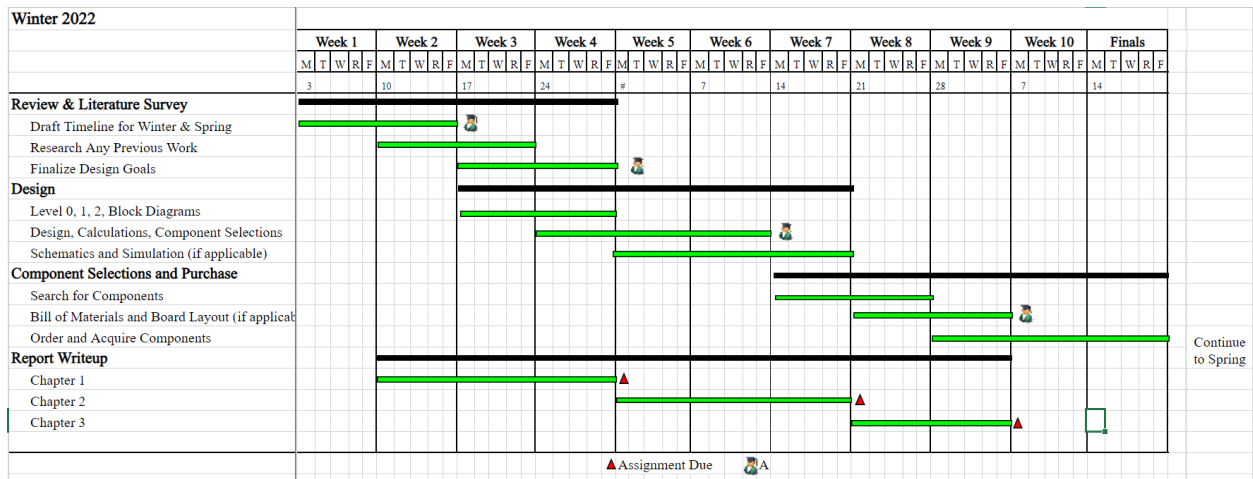 Winter 2022
Week 1 Week 2 Week 3 Week 4 Week 5 Week 6 Week 7 Week 8 Week 9 Week 10 Finals
M T W R F M T W R F M T W R F M T W R F M T W R F M T W R F M T W R F M T W R F M T W R F M T W R F M T W R F
3 10 17 24 # 7 14 21 28 7 14
Review & Literature Survey
Draft Timeline for Winter & Spring
Research Any Previous Work
Finalize Design Goals
Design
Level 0, 1, 2, Block Diagrams
Design, Calculations, Component Selections
Schematics and Simulation (if applicable)
Component Selections and Purchase
Search for Components
Bill of Materials and Board Layout (if applicab
Order and Acquire Components
Continue
to Spring
Report Writeup
Chapter 1
Chapter 2
Chapter 3
Assignment Due A